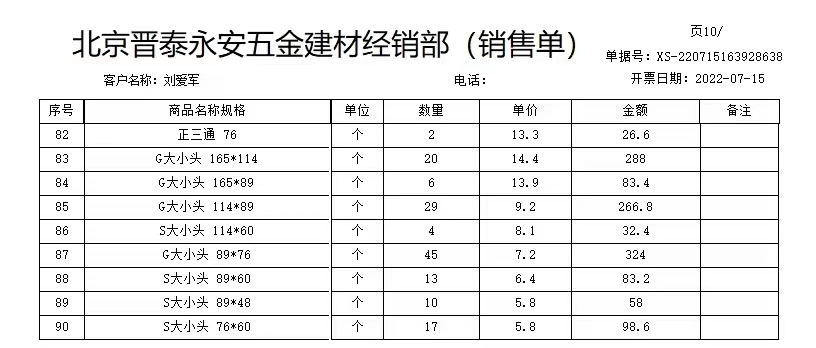 页10/
北京晋泰永安五金建材经销部（销售单）
单据号：XS-220715163928638
客户名称：刘爱军 电话： 开票日期：2022-07-15
序号 商品名称规格 单位 数量 单价 金额 备注
82 正三通 76 个 2 13.3 26.6
83 G大小头 165*114 个 20 14.4 288
84 G大小头 165*89 个 6 13.9 83.4
85 G大小头 114*89 个 29 9.2 266.8
86 S大小头 114*60 个 4 8.1 32.4
87 G大小头 89*76 个 45 7.2 324
88 S大小头 89*60 个 13 6.4 83.2
89 S大小头 89*48 个 10 5.8 58
90 S大小头 76*60 个 17 5.8 98.6